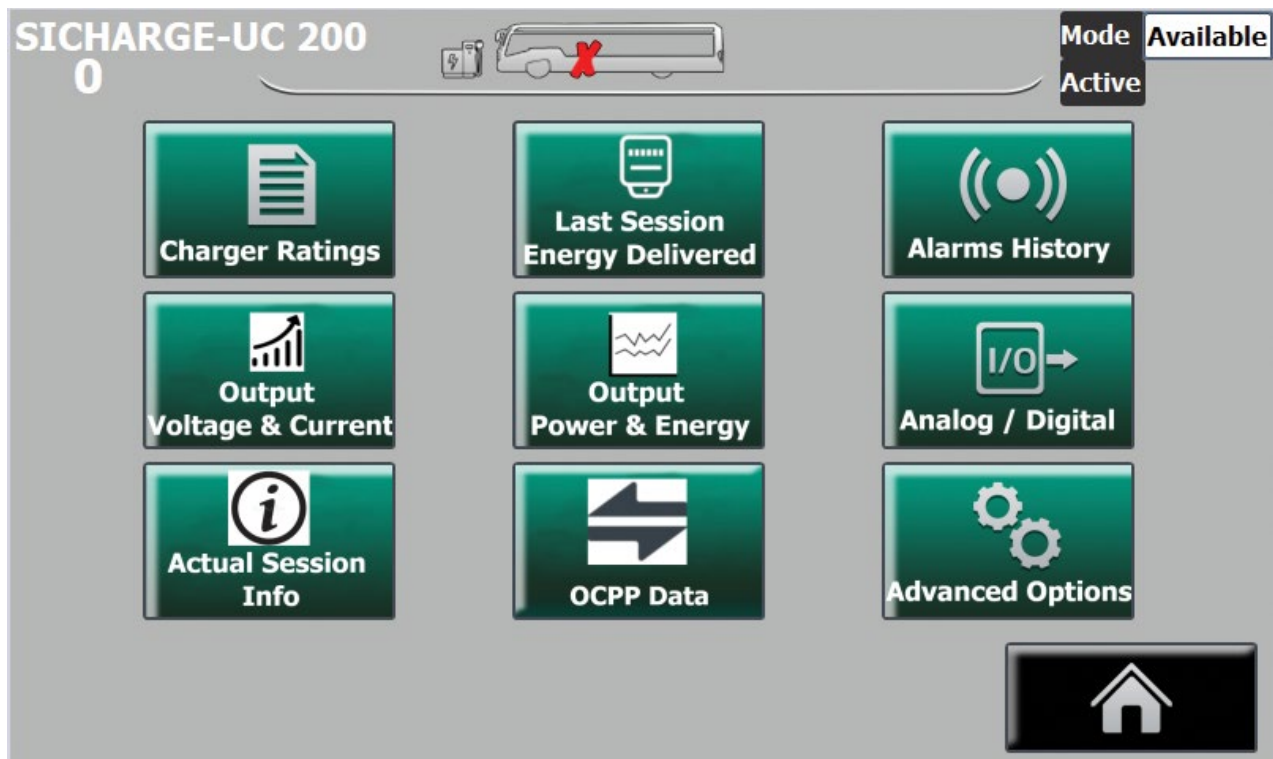 SICHARGE-UC 200
0
Mode Available
Active
Charger Ratings
Last Session
Energy Delivered
Alarms History
Output
Voltage & Current
Output
Power & Energy
I/O
Analog / Digital
i
Actual Session
Info
OCPP Data
Advanced Options